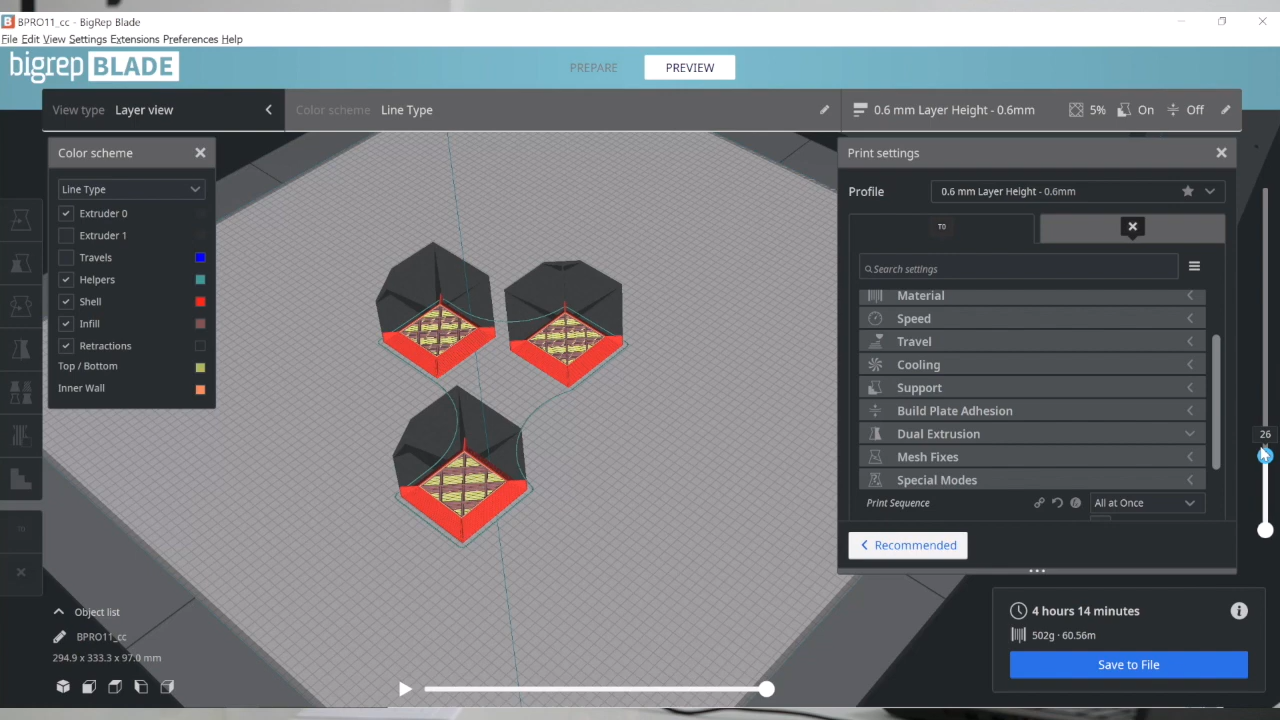 BPRO11_cc - BigRep Blade
File Edit View Settings Extensions Preferences Help
bigrep BLADE
PREPARE
PREVIEW
View type Layer view
Color scheme Line Type
0.6 mm Layer Height - 0.6mm
5%
On
Off
Color scheme
Line Type
Extruder 0
Extruder 1
Travels
Helpers
Shell
Infill
Retractions
Top / Bottom
Inner Wall
Print settings
Profile
0.6 mm Layer Height - 0.6mm
T0
Search settings
Material
Speed
Travel
Cooling
Support
Build Plate Adhesion
Dual Extrusion
Mesh Fixes
Special Modes
Print Sequence
All at Once
Recommended
26
Object list
BPRO11_cc
294.9 x 333.3 x 97.0 mm
4 hours 14 minutes
502g · 60.56m
Save to File